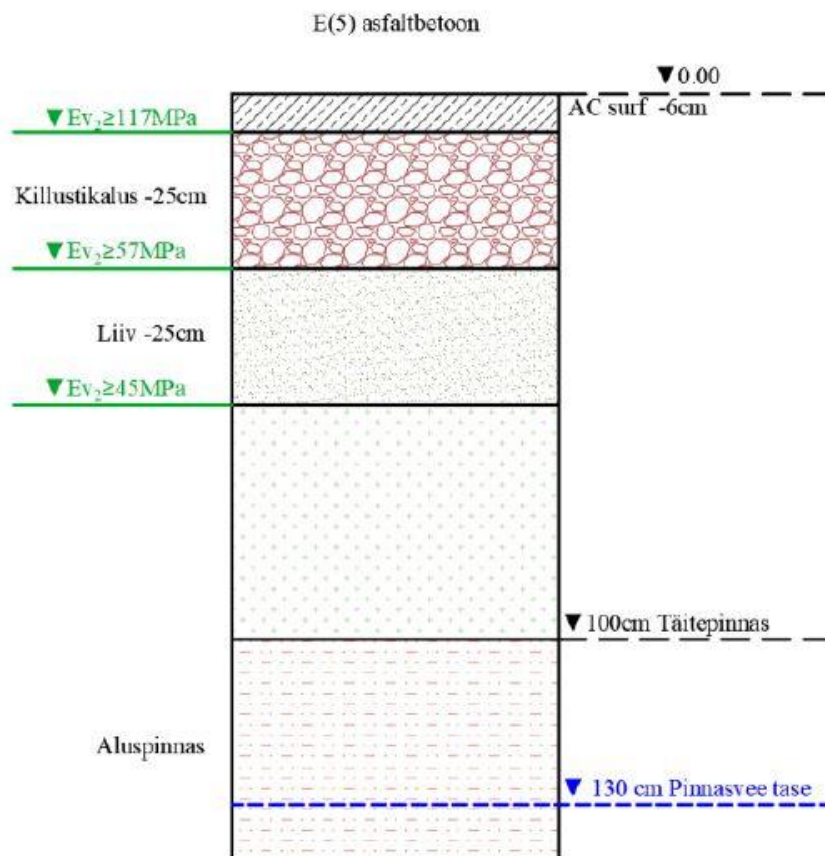 E(5) asfaltbetoon
▼0.00
AC surf -6cm
▼Ev₂≥117MPa
Killustikalus -25cm
▼Ev₂≥57MPa
Liiv -25cm
▼Ev₂≥45MPa
▼100cm Täitepinnas
Aluspinnas
▼ 130 cm Pinnasvee tase